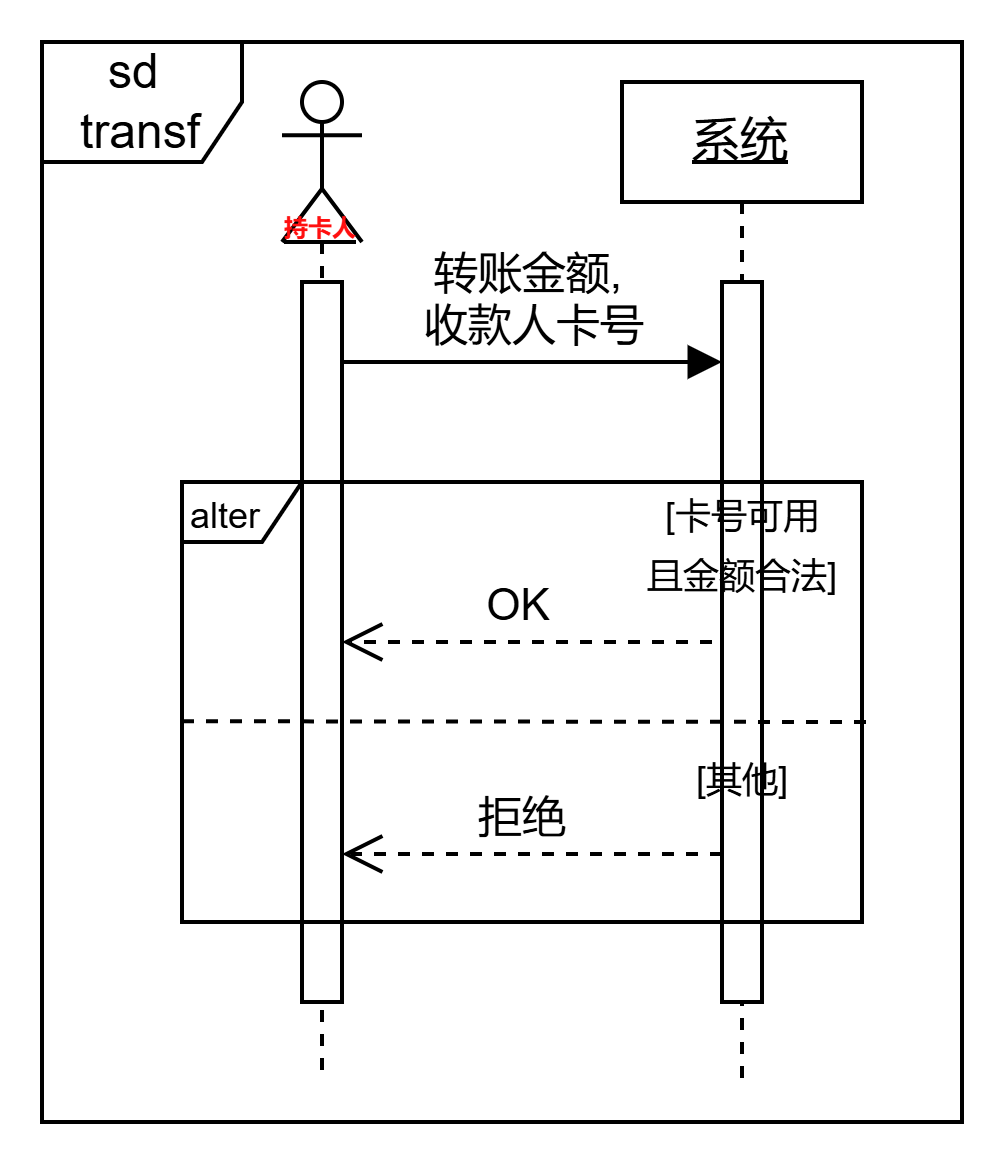 sd
transf
系统
持卡人
转账金额,
收款人卡号
alter
[卡号可用
且金额合法]
OK
[其他]
拒绝